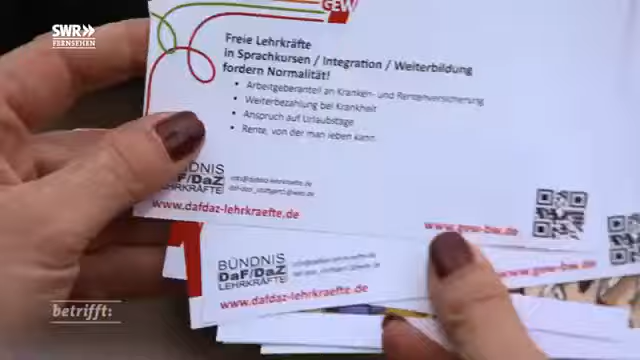 SWR
FERNSEHEN
GEW
Freie Lehrkräfte
in Sprachkursen / Integration / Weiterbildung
fordern Normalität!
• Arbeitgeberanteil an Kranken- und Rentenversicherung
• Weiterbezahlung bei Krankheit
• Anspruch auf Urlaubstage
• Rente, von der man leben kann
BÜNDNIS
DaF/DaZ
LEHRKRÄFTE
www.dafdaz-lehrkraefte.de
www.gew-bw.de
BÜNDNIS
DaF/DaZ
LEHRKRÄFTE
www.dafdaz-lehrkraefte.de
www.gew-bw.de
betrifft: